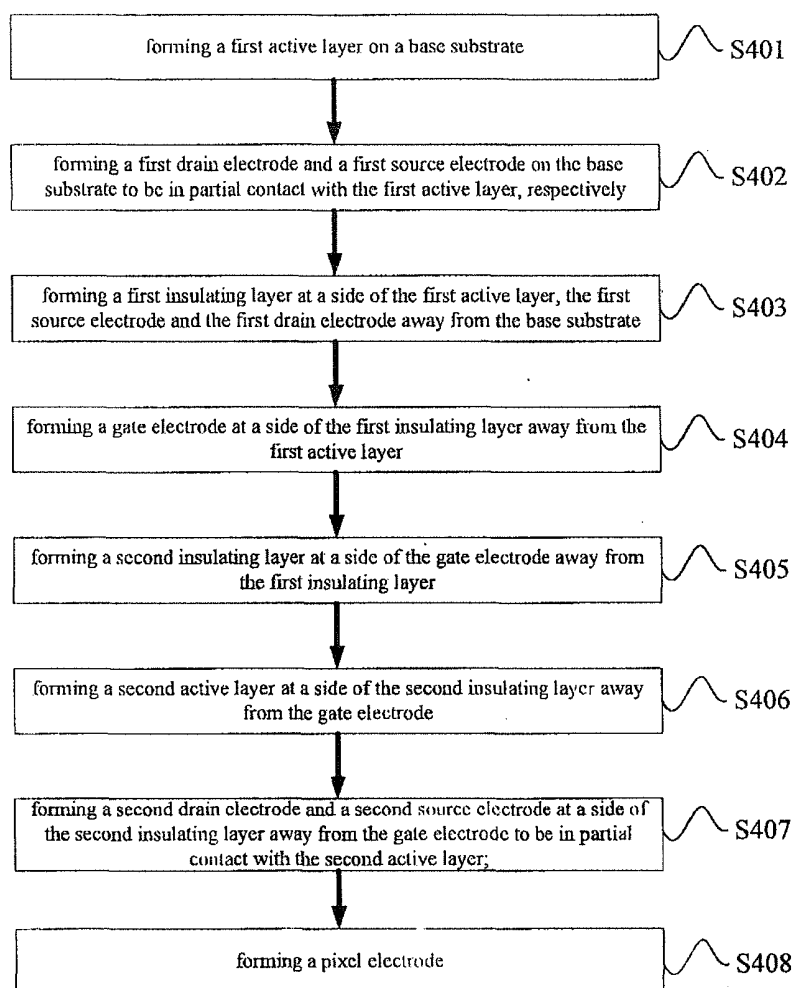 forming a first active layer on a base substrate
S401
forming a first drain electrode and a first source electrode on the base
substrate to be in partial contact with the first active layer, respectively
S402
forming a first insulating layer at a side of the first active layer, the first
source electrode and the first drain electrode away from the base substrate
S403
forming a gate electrode at a side of the first insulating layer away from the
first active layer
S404
forming a second insulating layer at a side of the gate electrode away from
the first insulating layer
S405
forming a second active layer at a side of the second insulating layer away
from the gate electrode
S406
forming a second drain electrode and a second source electrode at a side of
the second insulating layer away from the gate electrode to be in partial
contact with the second active layer;
S407
forming a pixel electrode
S408